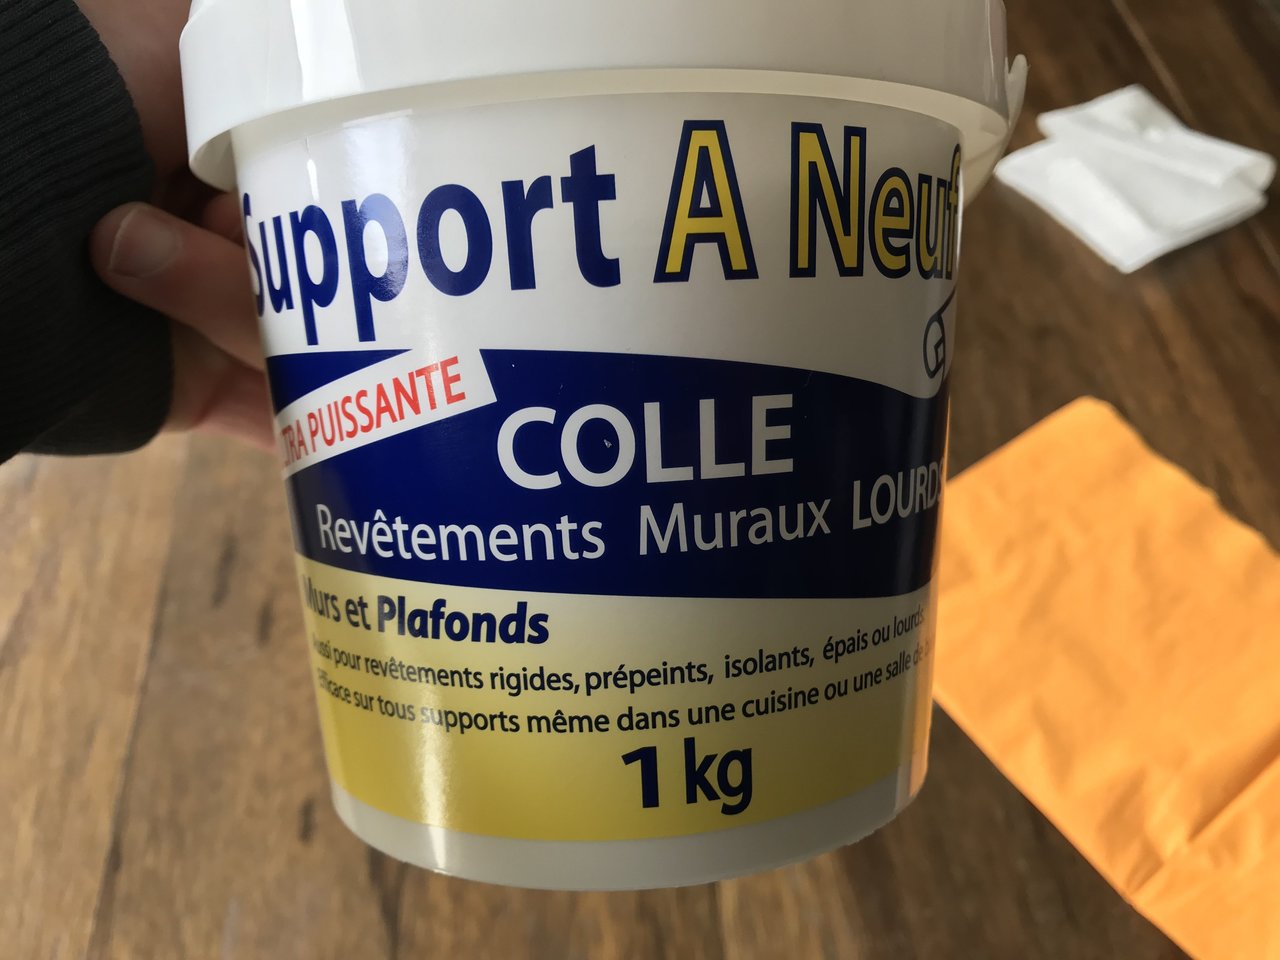 Support A Neuf
ULTRA PUISSANTE
COLLE
Revêtements Muraux LOURDS
Murs et Plafonds
Aussi pour revêtements rigides, prépeints, isolants, épais ou lourds.
Efficace sur tous supports même dans une cuisine ou une salle de
1 kg